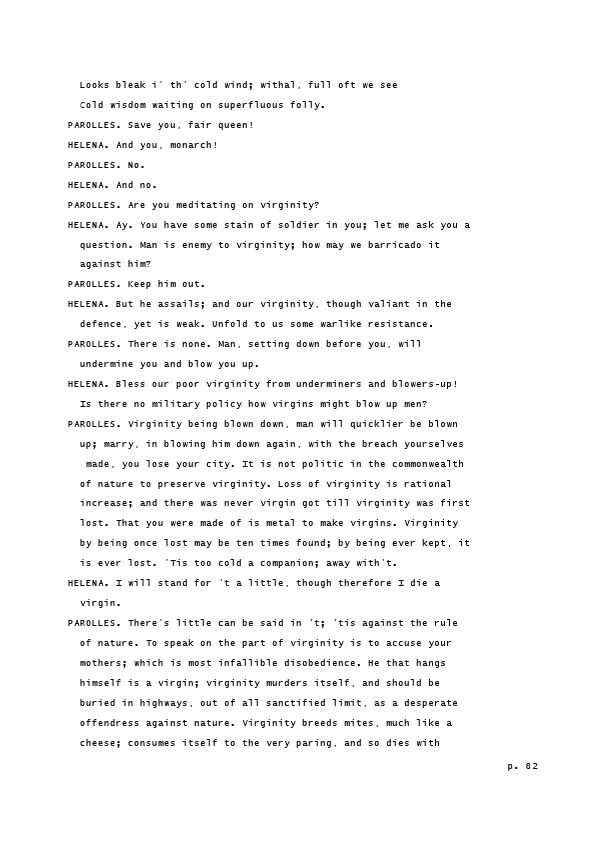 Looks bleak i' th' cold wind; withal, full oft we see
Cold wisdom waiting on superfluous folly.
PAROLLES. Save you, fair queen!
HELENA. And you, monarch!
PAROLLES. No.
HELENA. And no.
PAROLLES. Are you meditating on virginity?
HELENA. Ay. You have some stain of soldier in you; let me ask you a
question. Man is enemy to virginity; how may we barricado it
against him?
PAROLLES. Keep him out.
HELENA. But he assails; and our virginity, though valiant in the
defence, yet is weak. Unfold to us some warlike resistance.
PAROLLES. There is none. Man, setting down before you, will
undermine you and blow you up.
HELENA. Bless our poor virginity from underminers and blowers-up!
Is there no military policy how virgins might blow up men?
PAROLLES. Virginity being blown down, man will quicklier be blown
up; marry, in blowing him down again, with the breach yourselves
made, you lose your city. It is not politic in the commonwealth
of nature to preserve virginity. Loss of virginity is rational
increase; and there was never virgin got till virginity was first
lost. That you were made of is metal to make virgins. Virginity
by being once lost may be ten times found; by being ever kept, it
is ever lost. 'Tis too cold a companion; away with't.
HELENA. I will stand for 't a little, though therefore I die a
virgin.
PAROLLES. There's little can be said in 't; 'tis against the rule
of nature. To speak on the part of virginity is to accuse your
mothers; which is most infallible disobedience. He that hangs
himself is a virgin; virginity murders itself, and should be
buried in highways, out of all sanctified limit, as a desperate
offendress against nature. Virginity breeds mites, much like a
cheese; consumes itself to the very paring, and so dies with
p. 82